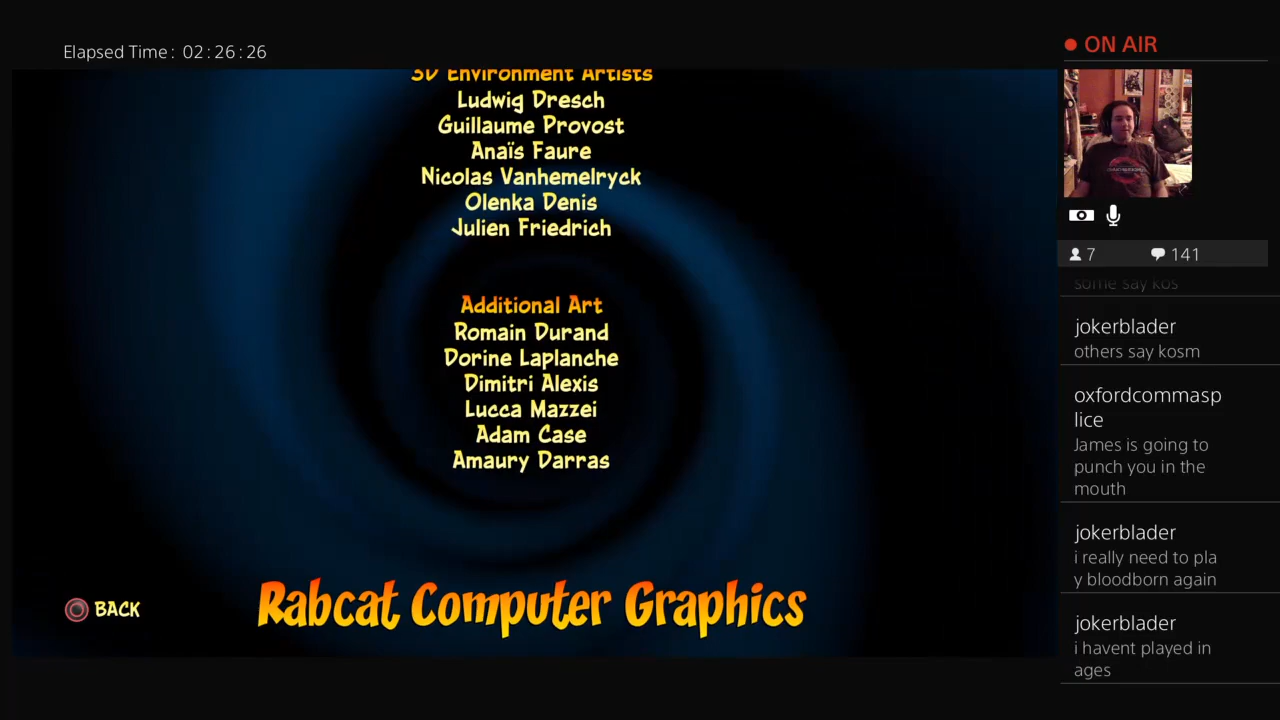 Elapsed Time: 02:26:26
ON AIR
3D Environment Artists
Ludwig Dresch
Guillaume Provost
Anaïs Faure
Nicolas Vanhemelryck
Olenka Denis
Julien Friedrich
Additional Art
Romain Durand
Dorine Laplanche
Dimitri Alexis
Lucca Mazzei
Adam Case
Amaury Darras
BACK
Rabcat Computer Graphics
7 141
some say kos
jokerblader
others say kosm
oxfordcommasp
lice
James is going to
punch you in the
mouth
jokerblader
i really need to pla
y bloodborn again
jokerblader
i havent played in
ages